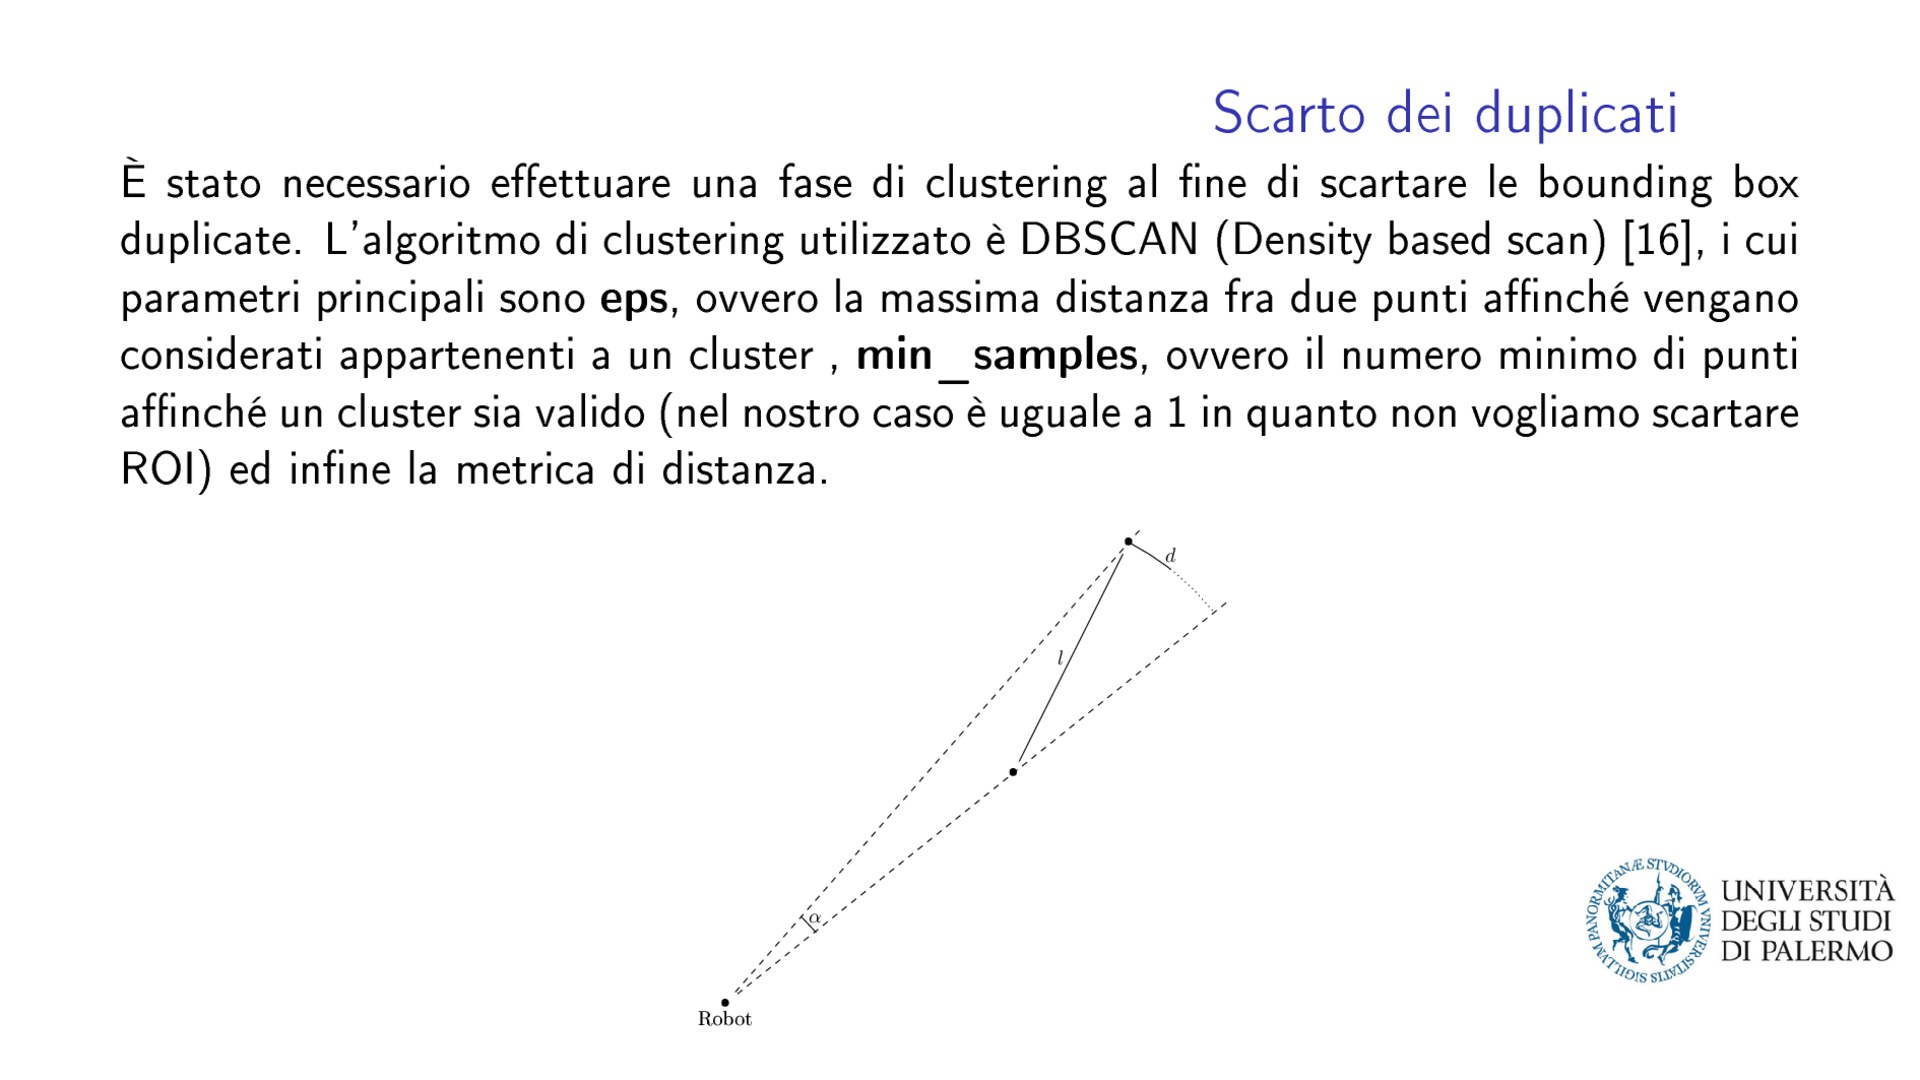 Scarto dei duplicati
È stato necessario effettuare una fase di clustering al fine di scartare le bounding box
duplicate. L'algoritmo di clustering utilizzato è DBSCAN (Density based scan) [16], i cui
parametri principali sono eps, ovvero la massima distanza fra due punti affinché vengano
considerati appartenenti a un cluster , min_samples, ovvero il numero minimo di punti
affinché un cluster sia valido (nel nostro caso è uguale a 1 in quanto non vogliamo scartare
ROI) ed infine la metrica di distanza.
d
l
α
Robot
SIGILLVM PANORMITANÆ STVDIORVM VNIVERSITATIS
UNIVERSITÀ
DEGLI STUDI
DI PALERMO